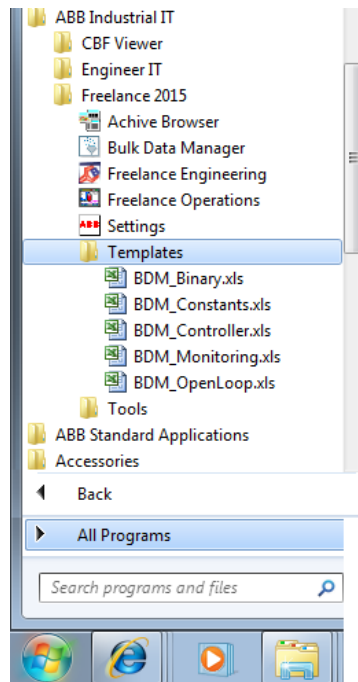 ABB Industrial IT
CBF Viewer
Engineer IT
Freelance 2015
Achive Browser
Bulk Data Manager
Freelance Engineering
Freelance Operations
ABB Settings
Templates
BDM_Binary.xls
BDM_Constants.xls
BDM_Controller.xls
BDM_Monitoring.xls
BDM_OpenLoop.xls
Tools
ABB Standard Applications
Accessories
Back
All Programs
Search programs and files